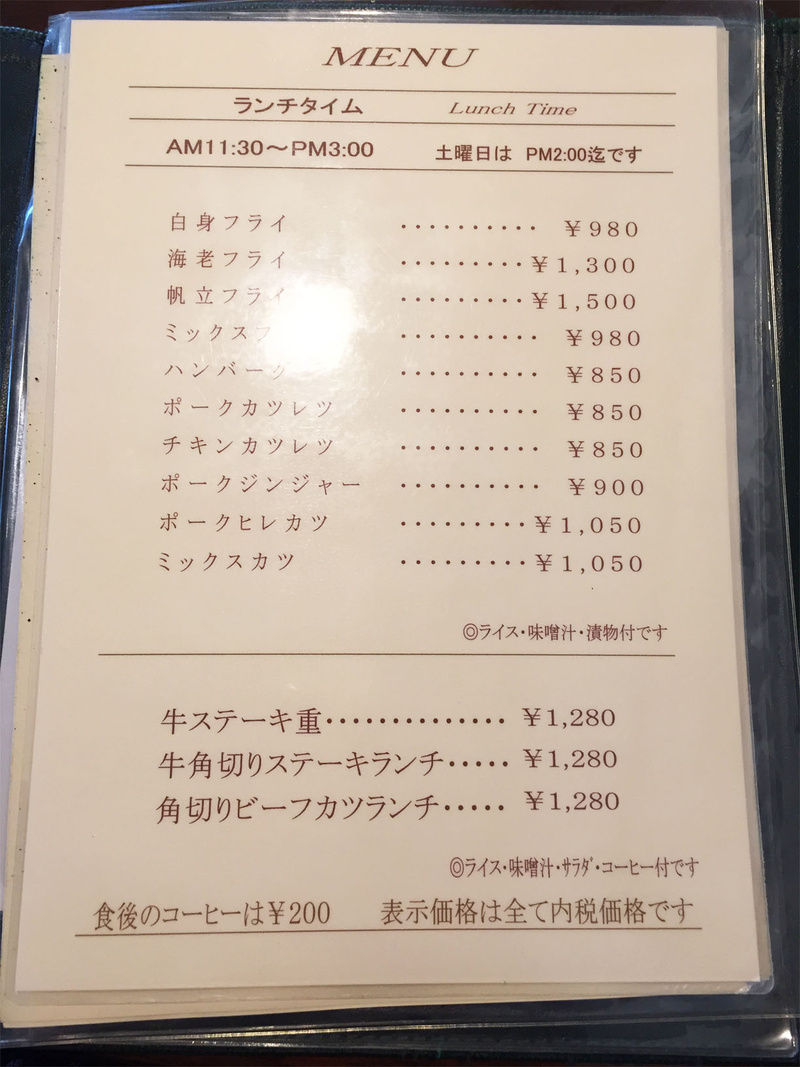 MENU
ランチタイム Lunch Time
AM11:30～PM3:00 土曜日は PM2:00迄です
白身フライ ・・・・・・・・・・ ￥980
海老フライ ・・・・・・・・・￥1,300
帆立フライ ・・・・・・・・・￥1,500
ミックスフ ・・・・・・・・・・ ￥980
ハンバーグ ・・・・・・・・・・ ￥850
ポークカツレツ ・・・・・・・・・・ ￥850
チキンカツレツ ・・・・・・・・・・ ￥850
ポークジンジャー ・・・・・・・・・・ ￥900
ポークヒレカツ ・・・・・・・・・￥1,050
ミックスカツ ・・・・・・・・・￥1,050
◎ライス・味噌汁・漬物付です
牛ステーキ重・・・・・・・・・・・・・・ ￥1,280
牛角切りステーキランチ・・・・・ ￥1,280
角切りビーフカツランチ・・・・・ ￥1,280
◎ライス・味噌汁・ｻﾗﾀﾞ・コーヒー付です
食後のコーヒーは￥200 表示価格は全て内税価格です